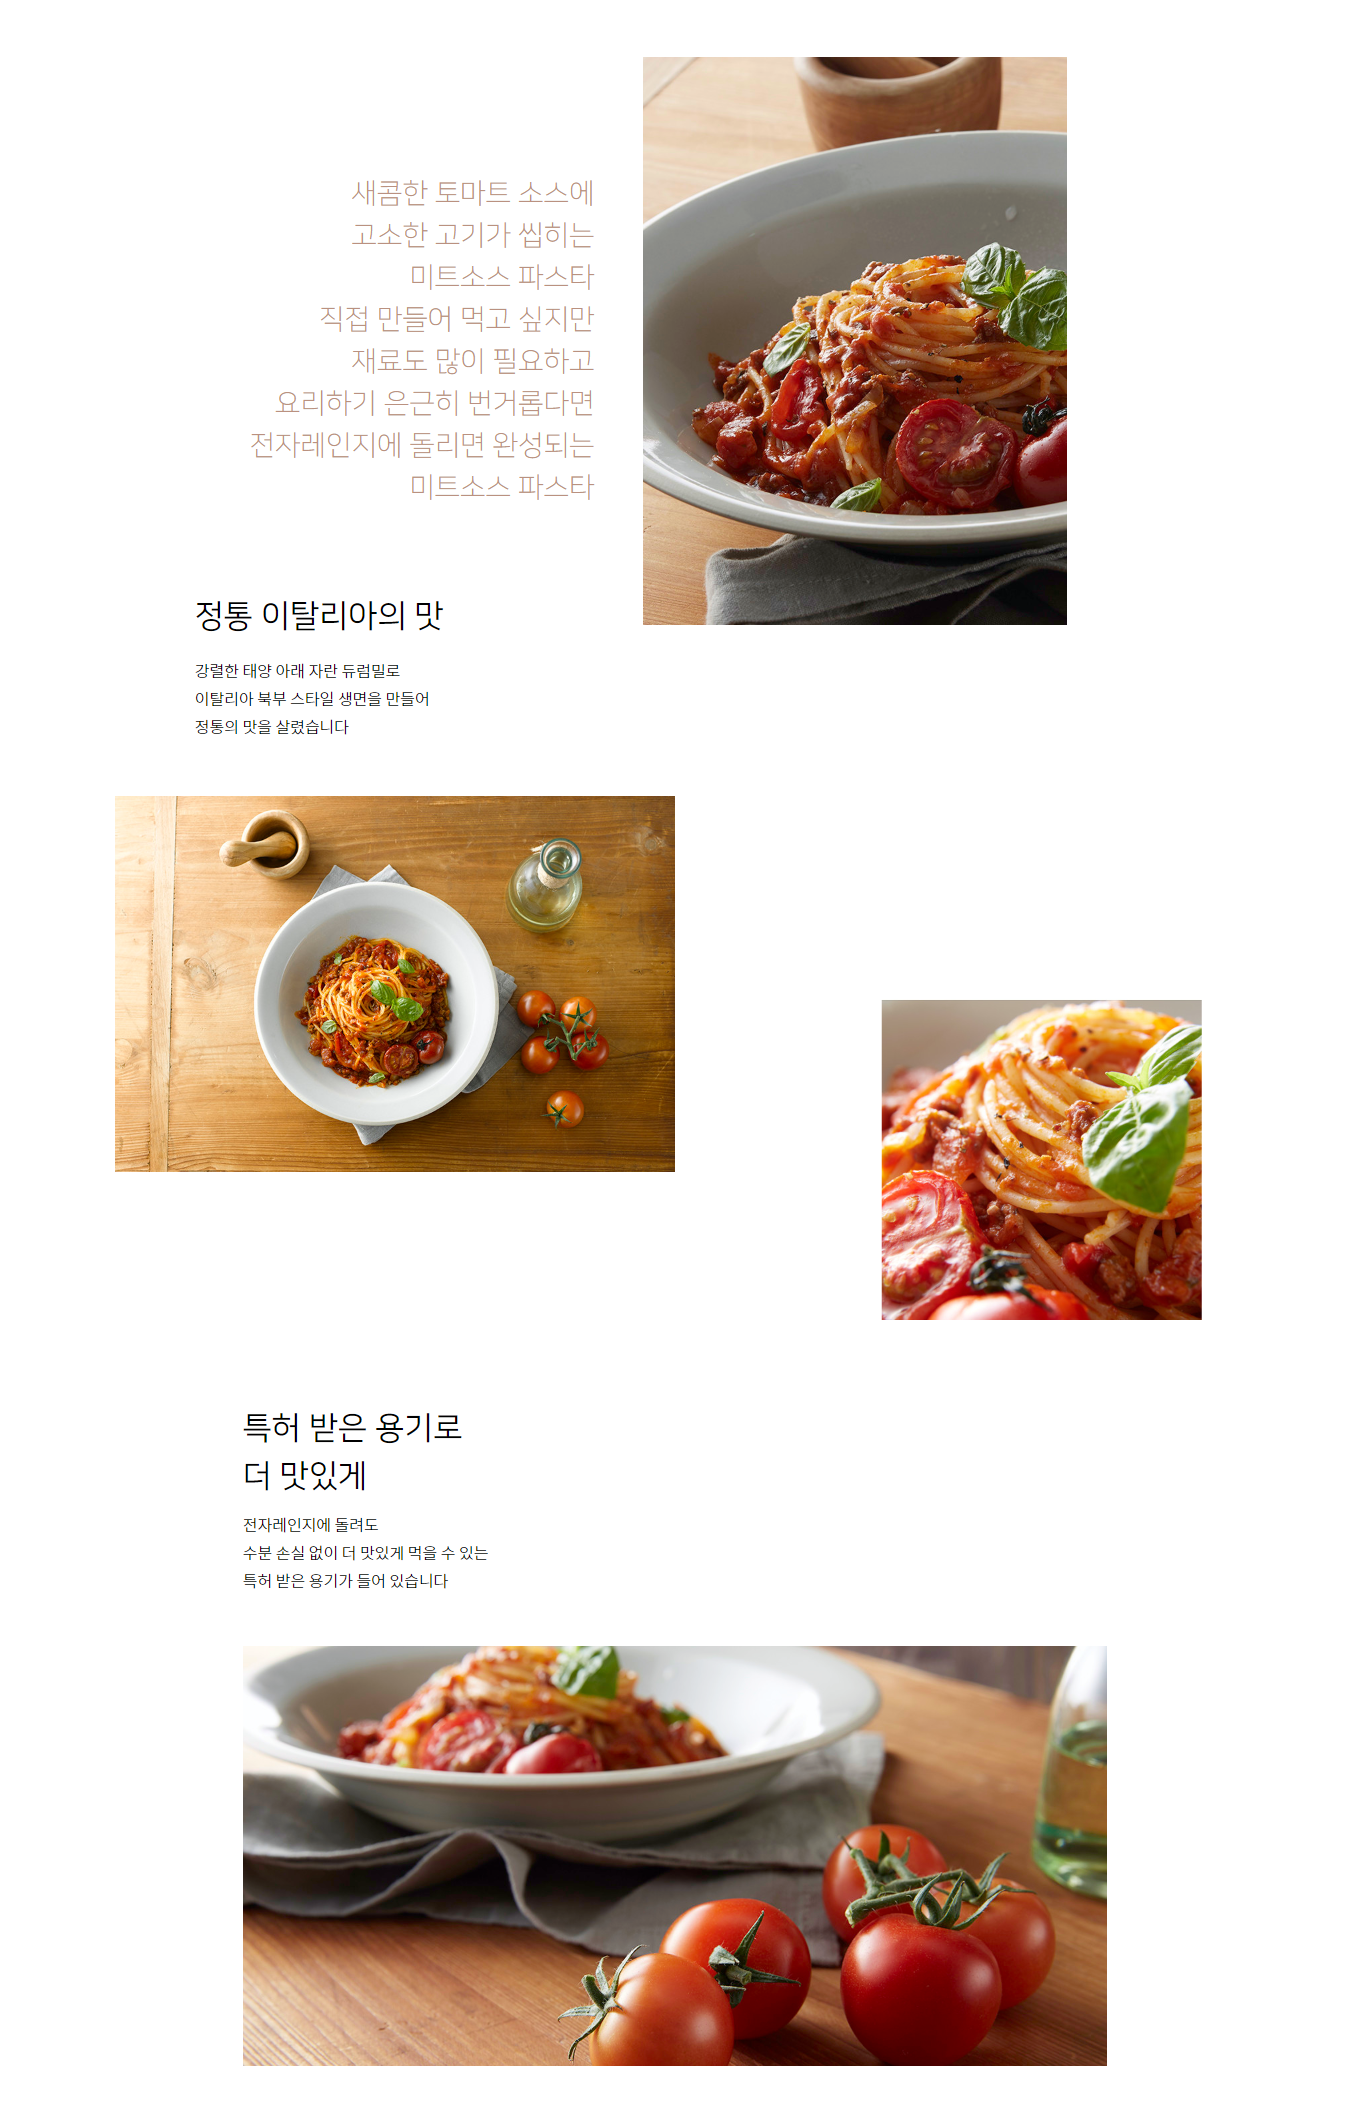 새콤한 토마트 소스에
고소한 고기가 씹히는
미트소스 파스타
직접 만들어 먹고 싶지만
재료도 많이 필요하고
요리하기 은근히 번거롭다면
전자레인지에 돌리면 완성되는
미트소스 파스타
정통 이탈리아의 맛
강렬한 태양 아래 자란 듀럼밀로
이탈리아 북부 스타일 생면을 만들어
정통의 맛을 살렸습니다
특허 받은 용기로
더 맛있게
전자레인지에 돌려도
수분 손실 없이 더 맛있게 먹을 수 있는
특허 받은 용기가 들어 있습니다